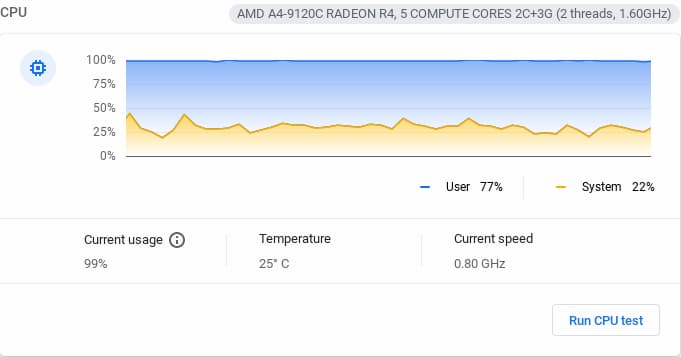 CPU
AMD A4-9120C RADEON R4, 5 COMPUTE CORES 2C+3G (2 threads, 1.60GHz)
100%
75%
50%
25%
0%
User 77% System 22%
Current usage Temperature Current speed
99% 25° C 0.80 GHz
Run CPU test